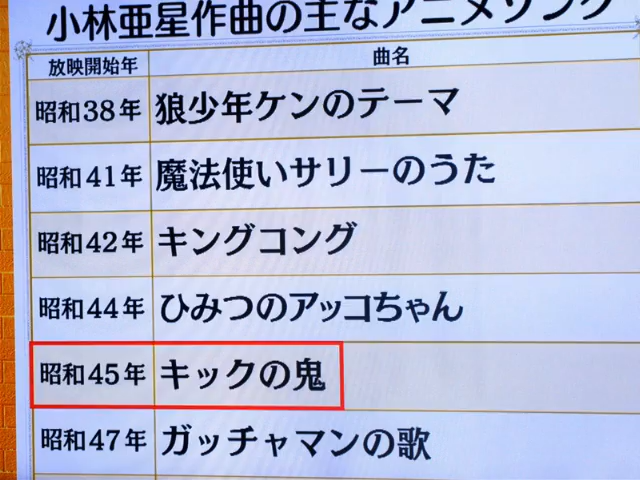 小林亜星作曲の主なアニメソング
放映開始年 曲名
昭和38年 狼少年ケンのテーマ
昭和41年 魔法使いサリーのうた
昭和42年 キングコング
昭和44年 ひみつのアッコちゃん
昭和45年 キックの鬼
昭和47年 ガッチャマンの歌